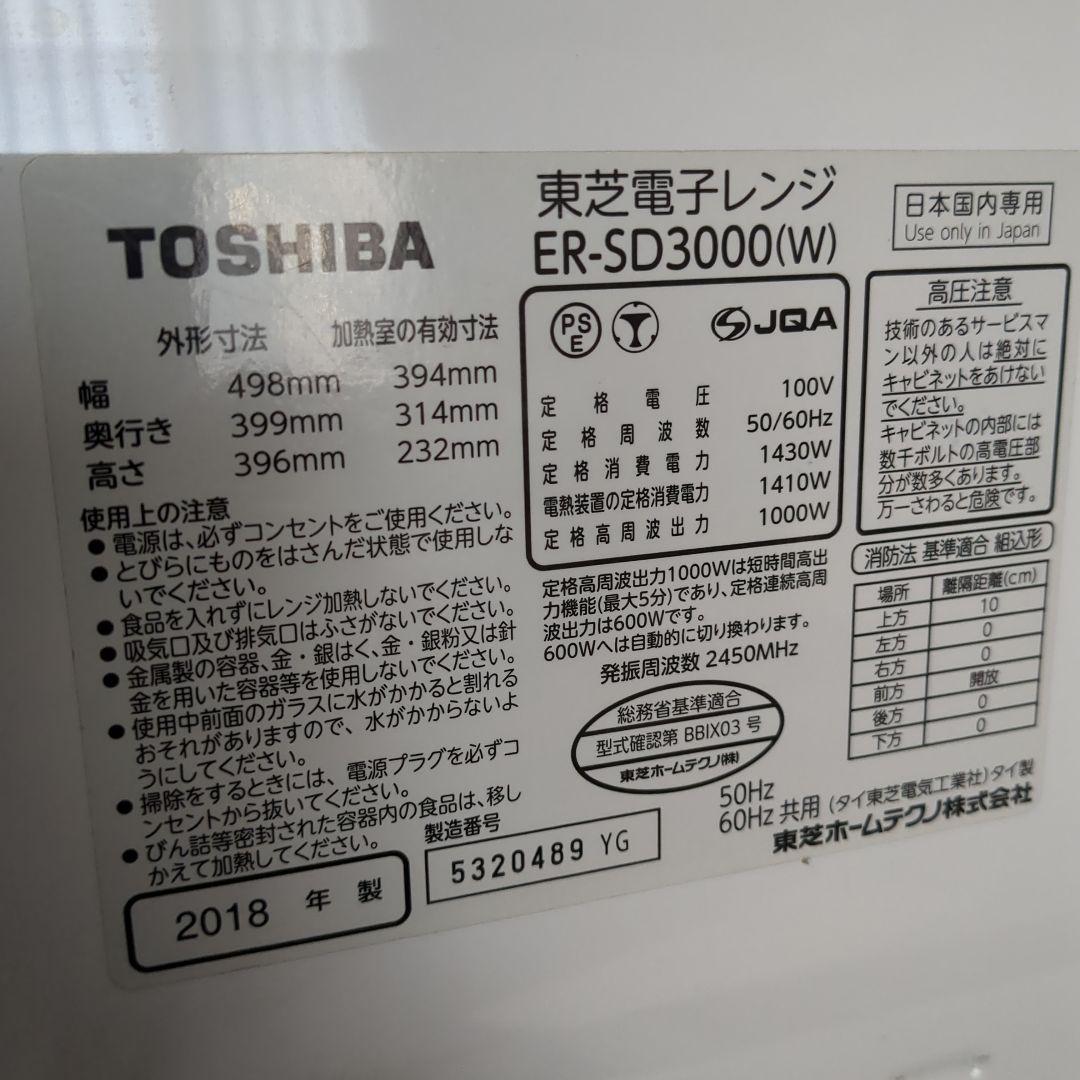 TOSHIBA
東芝電子レンジ
ER-SD3000(W)
日本国内専用
Use only in Japan
外形寸法 加熱室の有効寸法
幅 498mm 394mm
奥行き 399mm 314mm
高さ 396mm 232mm
使用上の注意
● 電源は、必ずコンセントをご使用ください。
● とびらにものをはさんだ状態で使用しな
いでください。
● 食品を入れずにレンジ加熱しないでください。
● 吸気口及び排気口はふさがないでください。
● 金属製の容器、金・銀はく、金・銀粉又は針
金を用いた容器等を使用しないでください。
● 使用中前面のガラスに水がかかると割れる
おそれがありますので、水がかからないよ
うにしてください。
● 掃除をするときには、電源プラグを必ずコ
ンセントから抜いてください。
● びん詰等密封された容器内の食品は、移し
かえて加熱してください。
2018 年 製
PS
E
JQA
定格電圧 100V
定格周波数 50/60Hz
定格消費電力 1430W
電熱装置の定格消費電力 1410W
定格高周波出力 1000W
定格高周波出力1000Wは短時間高出
力機能(最大5分)であり、定格連続高周
波出力は600Wです。
600Wへは自動的に切り換わります。
発振周波数 2450MHz
総務省基準適合
型式確認第 BBIX03 号
東芝ホームテクノ(株)
製造番号
5320489 YG
50Hz
60Hz 共用 (タイ東芝電気工業社)タイ製
東芝ホームテクノ株式会社
高圧注意
技術のあるサービスマ
ン以外の人は絶対に
キャビネットをあけない
でください。
キャビネットの内部には
数千ボルトの高電圧部
分が数多くあります。
万一さわると危険です。
消防法 基準適合 組込形
場所 離隔距離(cm)
上方 10
左方 0
右方 0
前方 開放
後方 0
下方 0